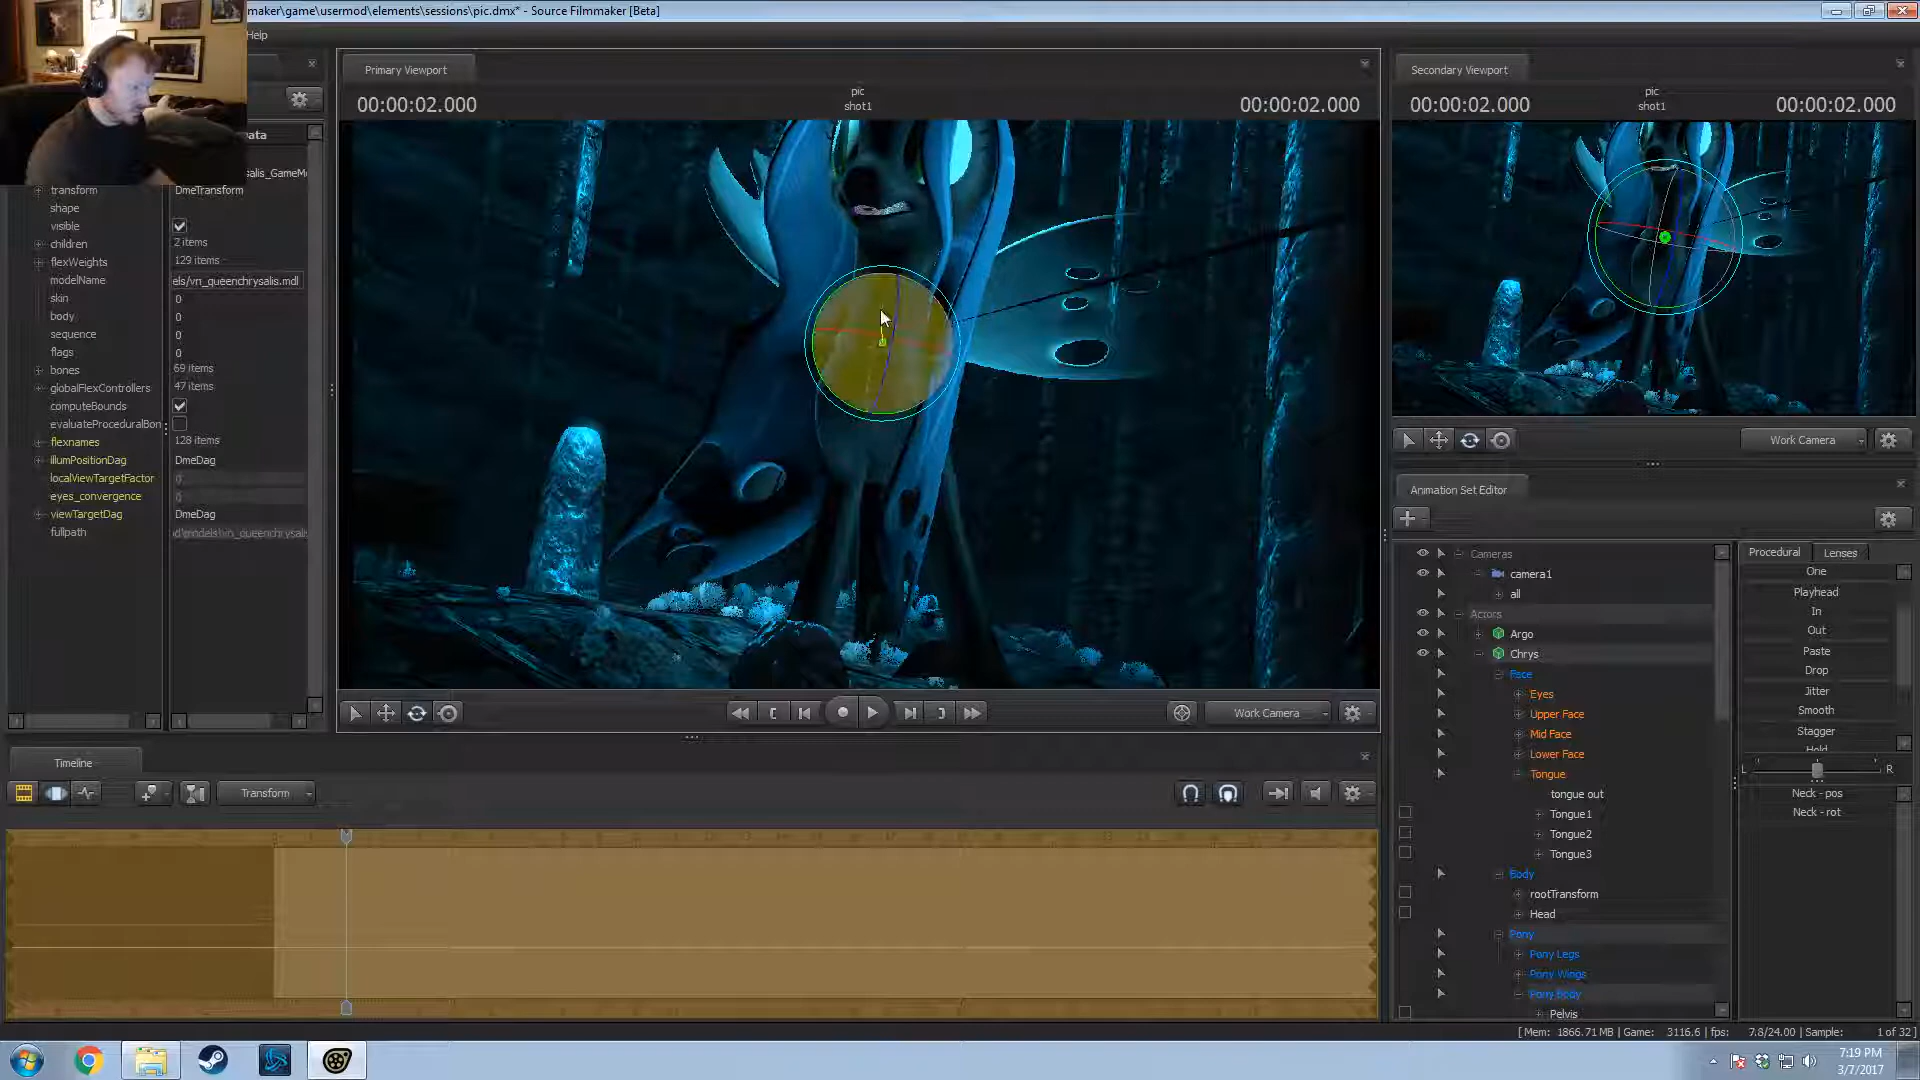 maker\game\usermod\elements\sessions\pic.dmx* - Source Filmmaker [Beta]
Help
Primary Viewport
pic
shot1
00:00:02.000
00:00:02.000
Secondary Viewport
pic
shot1
00:00:02.000
00:00:02.000
transform
DmeTransform
shape
visible
children
2 items
flexWeights
129 items
modelName
els/vn_queenchrysalis.mdl
skin
0
body
0
sequence
0
flags
0
bones
69 items
globalFlexControllers
47 items
computeBounds
evaluateProceduralBon
flexnames
128 items
illumPositionDag
DmeDag
localViewTargetFactor
0
eyes_convergence
0
viewTargetDag
DmeDag
fullpath
Work Camera
Work Camera
Animation Set Editor
Cameras
camera1
all
Actors
Argo
Chrys
Face
Eyes
Upper Face
Mid Face
Lower Face
Tongue
tongue out
Tongue1
Tongue2
Tongue3
Body
rootTransform
Head
Pony
Pony Legs
Pony Wings
Pony Body
Pelvis
Procedural
Lenses
One
Playhead
In
Out
Paste
Drop
Jitter
Smooth
Stagger
Hold
L
R
Neck - pos
Neck - rot
Timeline
Transform
[Mem: 1866.71 MB | Game: 3116.6 | fps: 7.8/24.00 | Sample: 1 of 32 ]
7:19 PM
3/7/2017